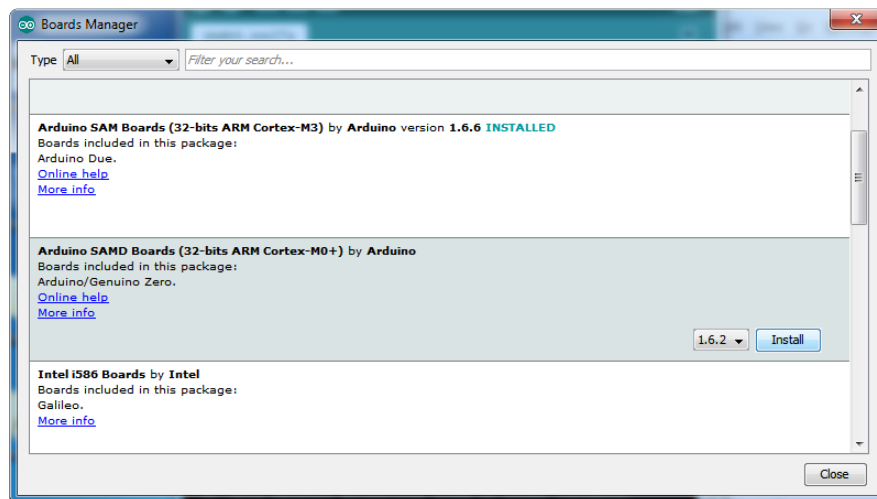 Boards Manager
Type All Filter your search...
Arduino SAM Boards (32-bits ARM Cortex-M3) by Arduino version 1.6.6 INSTALLED
Boards included in this package:
Arduino Due.
Online help
More info
Arduino SAMD Boards (32-bits ARM Cortex-M0+) by Arduino
Boards included in this package:
Arduino/Genuino Zero.
Online help
More info
1.6.2 Install
Intel i586 Boards by Intel
Boards included in this package:
Galileo.
More info
Close